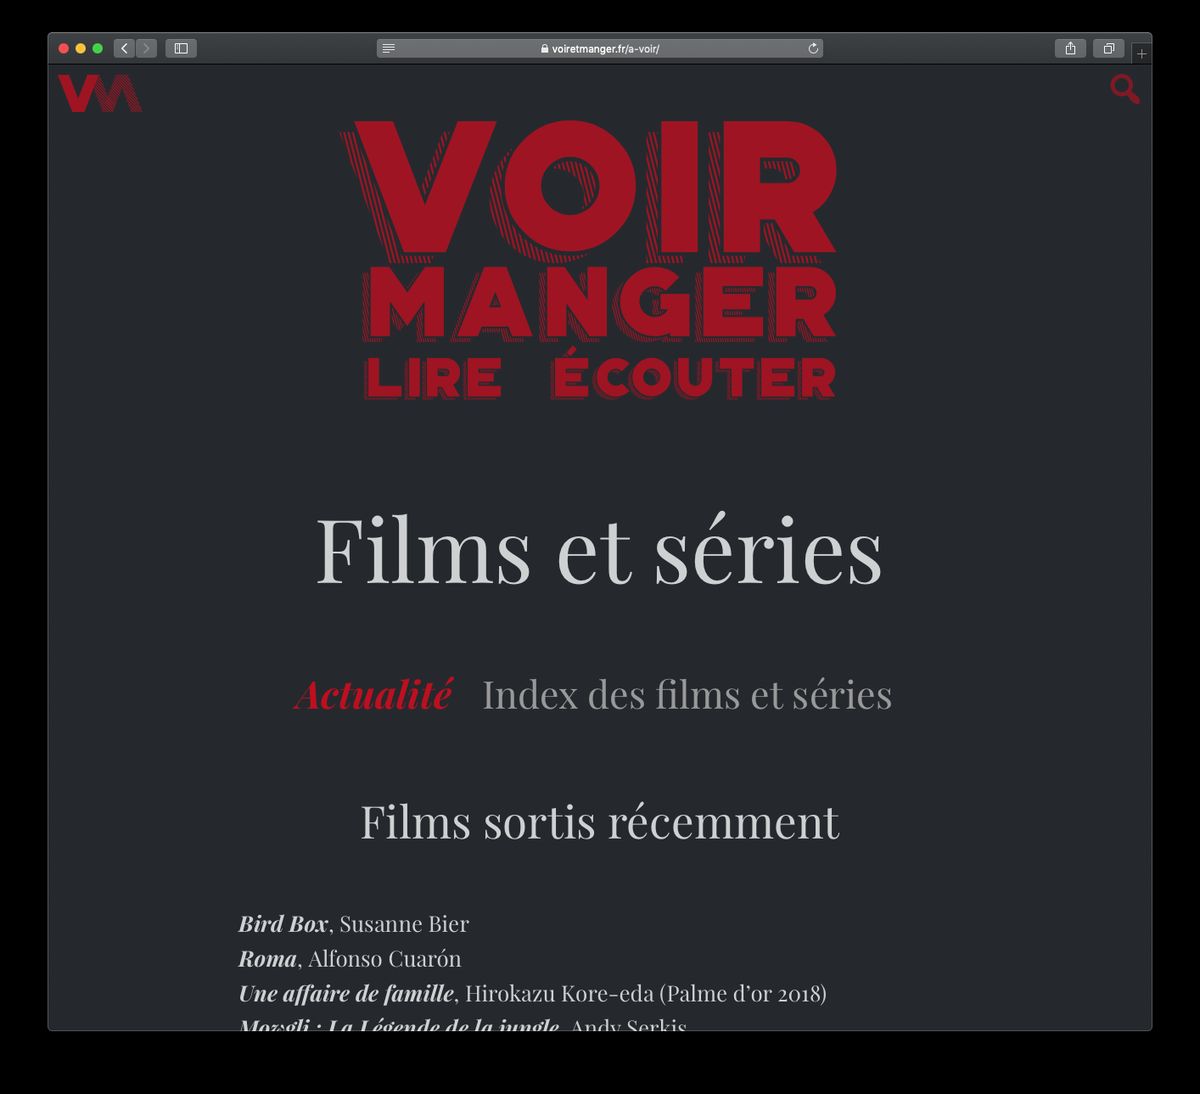 voiretmanger.fr/a-voir/
VM
VOIR
MANGER
LIRE ÉCOUTER
Films et séries
Actualité Index des films et séries
Films sortis récemment
Bird Box, Susanne Bier
Roma, Alfonso Cuarón
Une affaire de famille, Hirokazu Kore-eda (Palme d’or 2018)
Mowgli : La Légende de la jungle, Andy Serkis